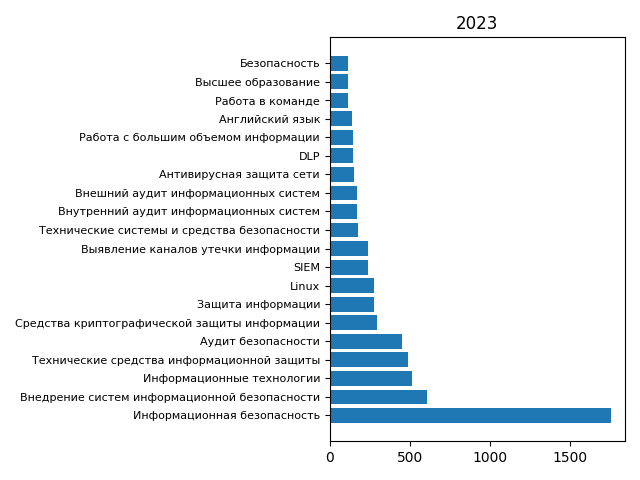 2023
Безопасность
Высшее образование
Работа в команде
Английский язык
Работа с большим объемом информации
DLP
Антивирусная защита сети
Внешний аудит информационных систем
Внутренний аудит информационных систем
Технические системы и средства безопасности
Выявление каналов утечки информации
SIEM
Linux
Защита информации
Средства криптографической защиты информации
Аудит безопасности
Технические средства информационной защиты
Информационные технологии
Внедрение систем информационной безопасности
Информационная безопасность
0 500 1000 1500